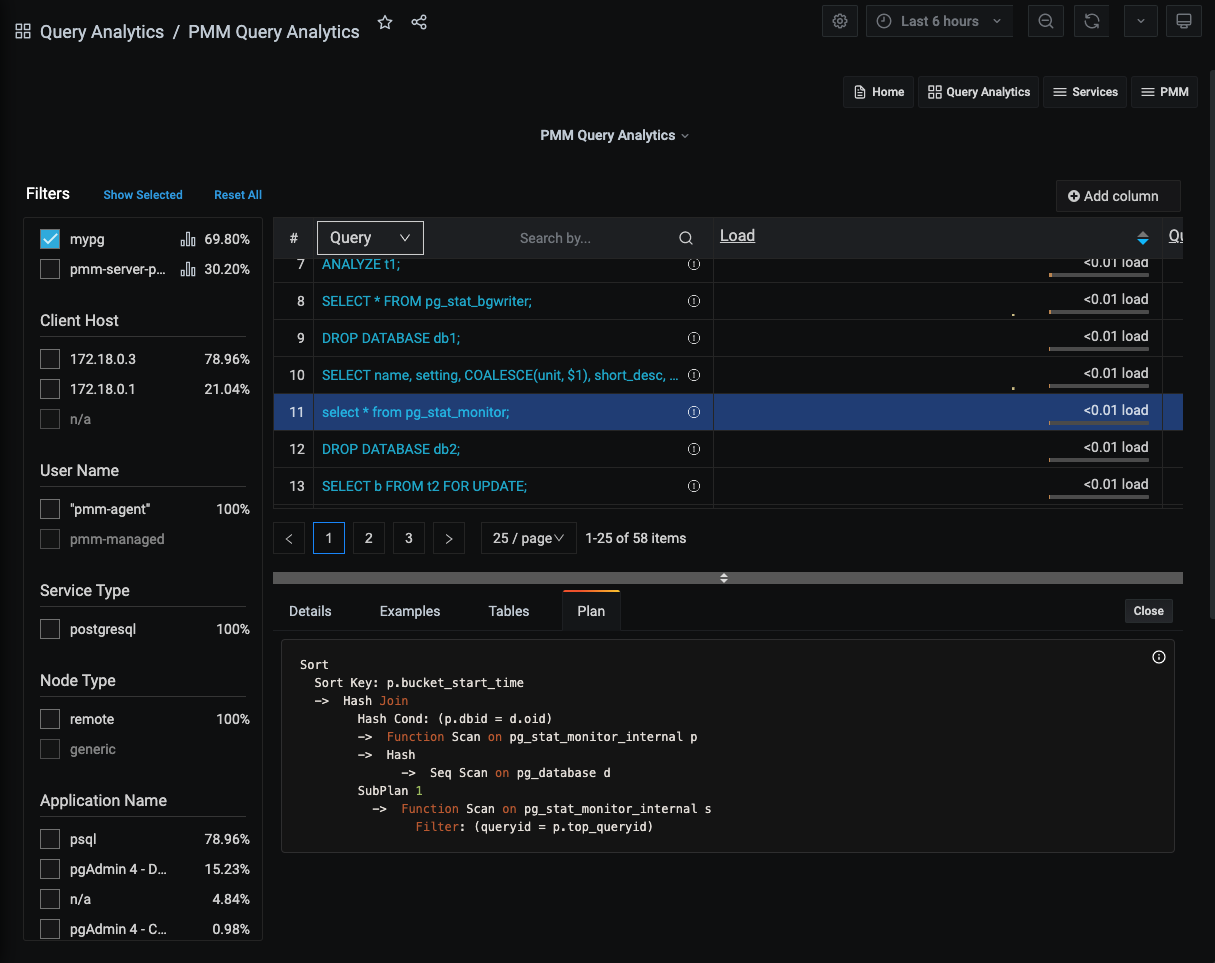 Query Analytics / PMM Query Analytics
Last 6 hours
Home
Query Analytics
Services
PMM
PMM Query Analytics
Filters
Show Selected
Reset All
Add column
mypg 69.80%
pmm-server-p... 30.20%
Client Host
172.18.0.3 78.96%
172.18.0.1 21.04%
n/a
User Name
"pmm-agent" 100%
pmm-managed
Service Type
postgresql 100%
Node Type
remote 100%
generic
Application Name
psql 78.96%
pgAdmin 4 - D... 15.23%
n/a 4.84%
pgAdmin 4 - C... 0.98%
# Query Search by... Load Qu
7 ANALYZE t1; <0.01 load
8 SELECT * FROM pg_stat_bgwriter; <0.01 load
9 DROP DATABASE db1; <0.01 load
10 SELECT name, setting, COALESCE(unit, $1), short_desc, ... <0.01 load
11 select * from pg_stat_monitor; <0.01 load
12 DROP DATABASE db2; <0.01 load
13 SELECT b FROM t2 FOR UPDATE; <0.01 load
< 1 2 3 > 25 / page 1-25 of 58 items
Details Examples Tables Plan Close
Sort
Sort Key: p.bucket_start_time
-> Hash Join
Hash Cond: (p.dbid = d.oid)
-> Function Scan on pg_stat_monitor_internal p
-> Hash
-> Seq Scan on pg_database d
SubPlan 1
-> Function Scan on pg_stat_monitor_internal s
Filter: (queryid = p.top_queryid)